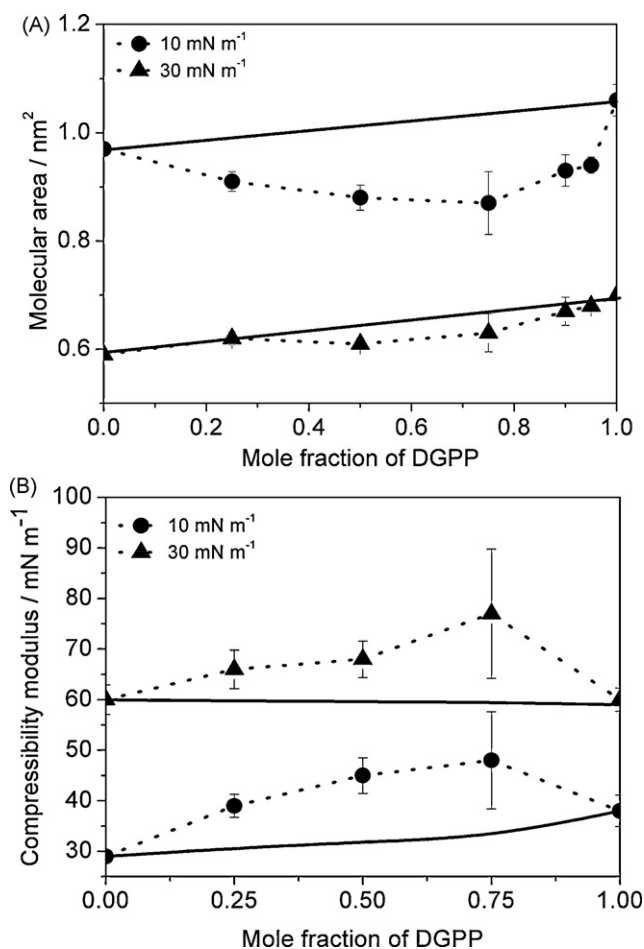 (A)
10 mN m⁻¹
30 mN m⁻¹
Molecular area / nm²
1.2
1.0
0.8
0.6
0.0 0.2 0.4 0.6 0.8 1.0
Mole fraction of DGPP
(B)
10 mN m⁻¹
30 mN m⁻¹
Compressibility modulus / mN m⁻¹
100
90
80
70
60
50
40
30
0.00 0.25 0.50 0.75 1.00
Mole fraction of DGPP